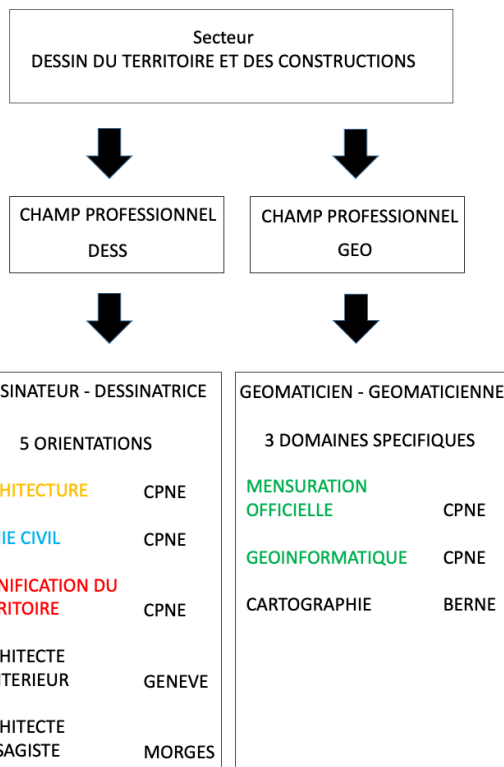 Secteur
DESSIN DU TERRITOIRE ET DES CONSTRUCTIONS
CHAMP PROFESSIONNEL
DESS
CHAMP PROFESSIONNEL
GEO
SINATEUR - DESSINATRICE
5 ORIENTATIONS
HITECTURE CPNE
IE CIVIL CPNE
NIFICATION DU
RITOIRE CPNE
HITECTE
NTERIEUR GENEVE
HITECTE
SAGISTE MORGES
GEOMATICIEN - GEOMATICIENNE
3 DOMAINES SPECIFIQUES
MENSURATION
OFFICIELLE CPNE
GEOINFORMATIQUE CPNE
CARTOGRAPHIE BERNE